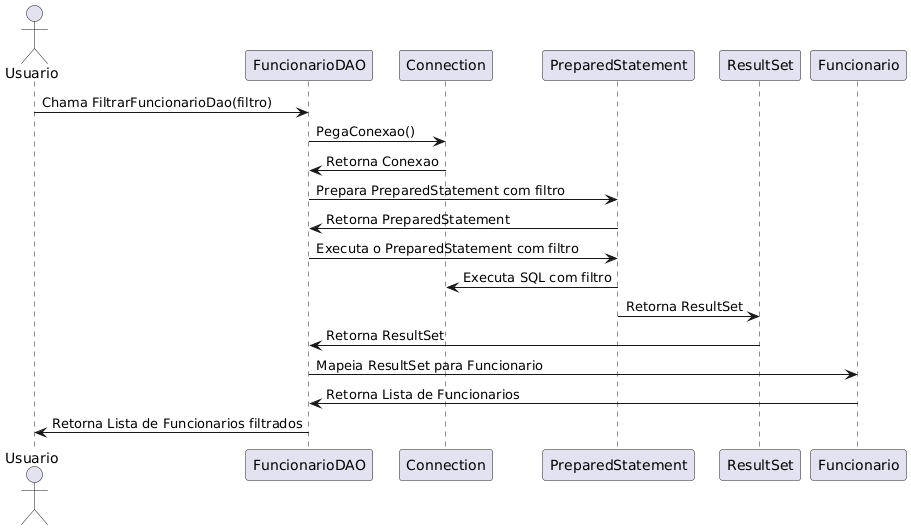 Usuario
FuncionarioDAO
Connection
PreparedStatement
ResultSet
Funcionario
Chama FiltrarFuncionarioDao(filtro)
PegaConexao()
Retorna Conexao
Prepara PreparedStatement com filtro
Retorna PreparedStatement
Executa o PreparedStatement com filtro
Executa SQL com filtro
Retorna ResultSet
Retorna ResultSet
Mapeia ResultSet para Funcionario
Retorna Lista de Funcionarios
Retorna Lista de Funcionarios filtrados
Usuario
FuncionarioDAO
Connection
PreparedStatement
ResultSet
Funcionario